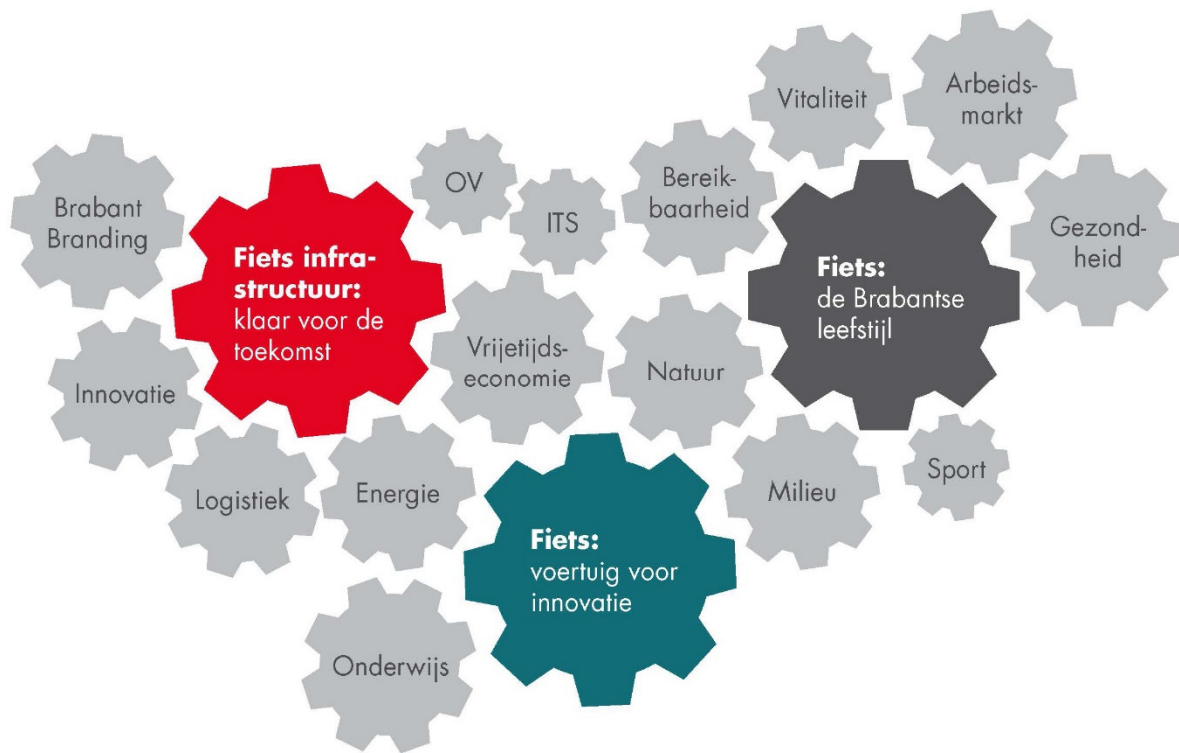 Vitaliteit
Arbeids-
markt
Brabant
Branding
OV
ITS
Bereik-
baarheid
Gezond-
heid
Fiets infra-
structuur:
klaar voor de
toekomst
Fiets:
de Brabantse
leefstijl
Innovatie
Vrijetijds-
economie
Natuur
Logistiek
Energie
Milieu
Sport
Fiets:
voertuig voor
innovatie
Onderwijs